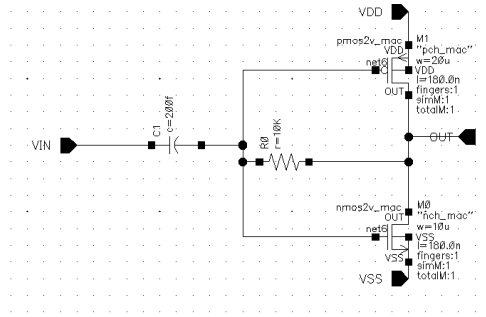 VDD
pmos2v_mac M1
VDD "pch_mac"
net6 w=20u
VDD
l=180.0n
OUT fingers:1
simM:1
totalM:1
VIN
C1
c=200f
R0
r=10K
OUT
nmos2v_mac M0
OUT "nch_mac"
net6 w=10u
VSS
l=180.0n
VSS fingers:1
simM:1
totalM:1
VSS